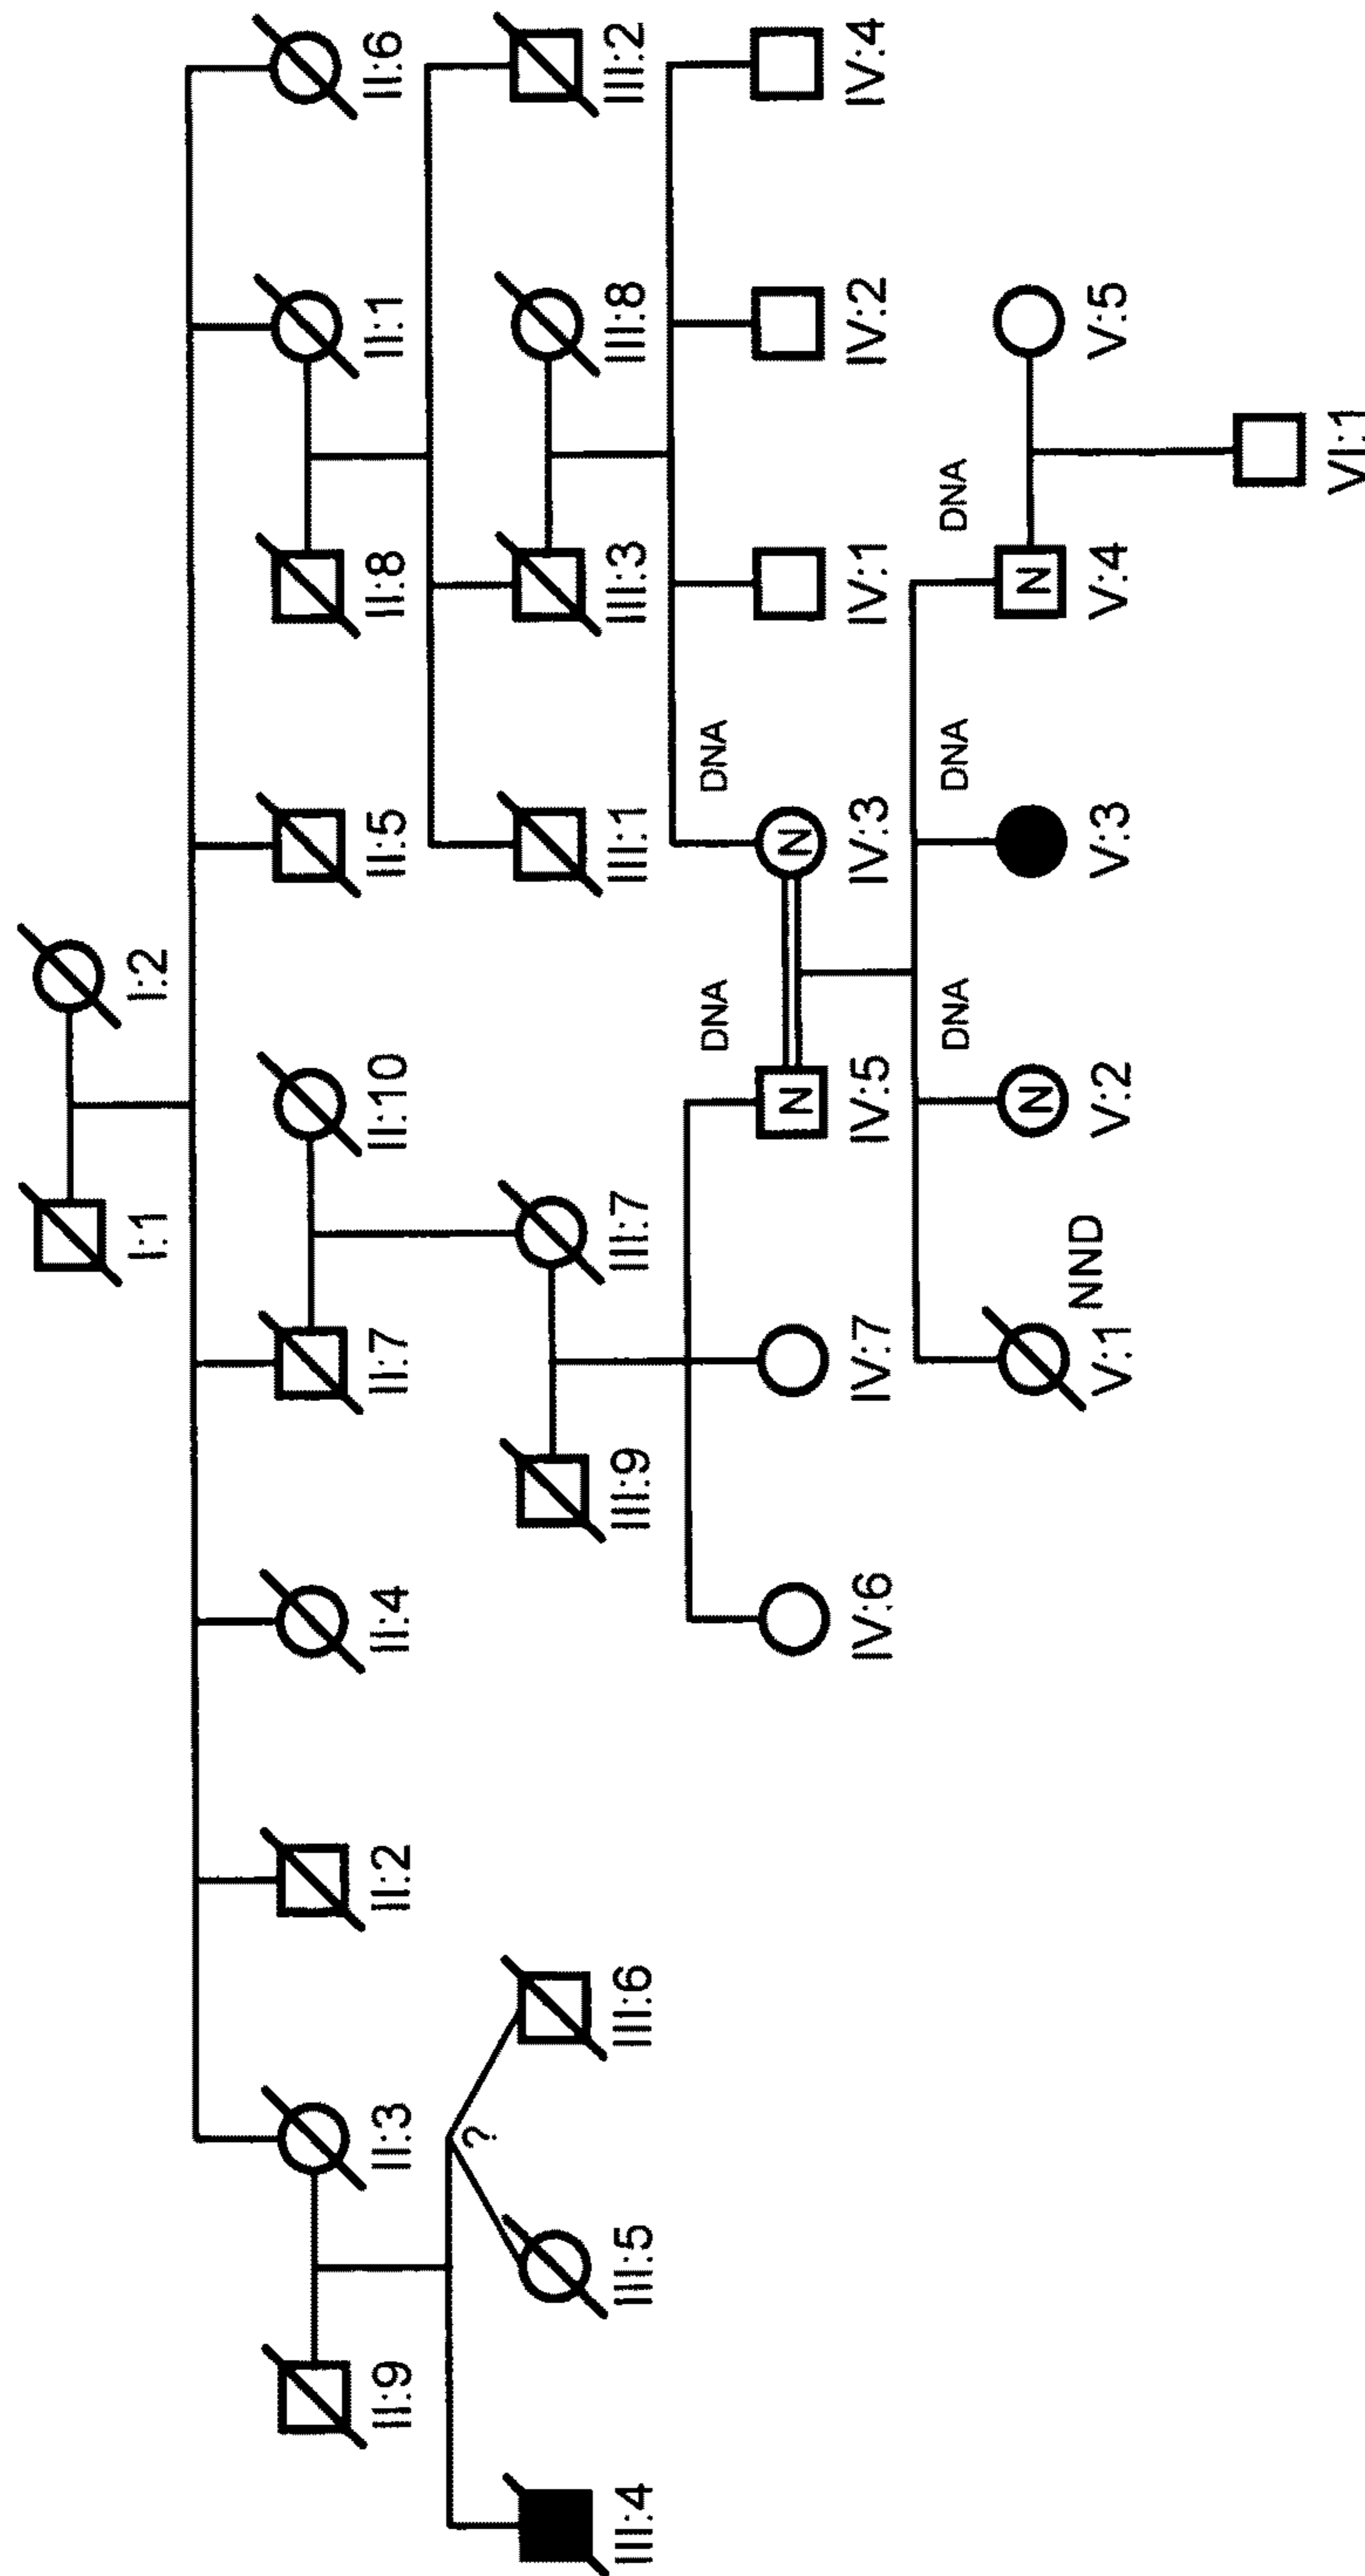 I:1 I:2
II:9 II:3 II:2 II:4 II:7 II:10 II:5 II:8 II:1 II:6
III:4 III:5 ? III:6 III:9 III:7 III:1 III:3 III:8 III:2
DNA DNA
IV:6 IV:7 IV:5 IV:3 IV:1 IV:2 IV:4
N N
DNA DNA DNA
N N
V:1 V:2 V:3 V:4 V:5
NND
VI:1